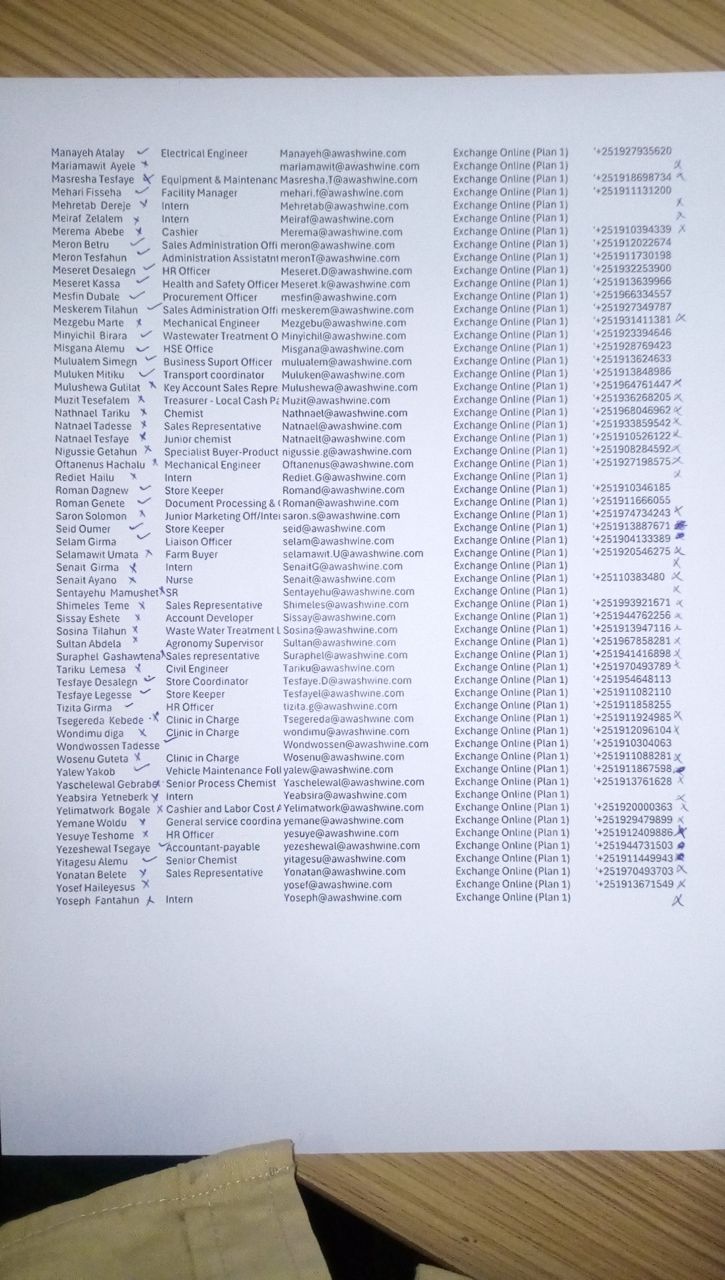 Manayeh Atalay ✓ Electrical Engineer Manayeh@awashwine.com Exchange Online (Plan 1) '+251927935620
Mariamawit Ayele x mariamawit@awashwine.com Exchange Online (Plan 1) x
Masresha Tesfaye x Equipment & Maintenanc Masresha.T@awashwine.com Exchange Online (Plan 1) '+251918698734 x
Mehari Fisseha ✓ Facility Manager mehari.f@awashwine.com Exchange Online (Plan 1) '+251911131200
Mehretab Dereje x Intern Mehretab@awashwine.com Exchange Online (Plan 1) x
Meiraf Zelalem x Intern Meiraf@awashwine.com Exchange Online (Plan 1) x
Merema Abebe x Cashier Merema@awashwine.com Exchange Online (Plan 1) '+251910394339 x
Meron Betru ✓ Sales Administration Offi meron@awashwine.com Exchange Online (Plan 1) '+251912022674
Meron Tesfahun ✓ Administration Assistatnt meronT@awashwine.com Exchange Online (Plan 1) '+251911730198
Meseret Desalegn ✓ HR Officer Meseret.D@awashwine.com Exchange Online (Plan 1) '+251932253900
Meseret Kassa ✓ Health and Safety Officer Meseret.k@awashwine.com Exchange Online (Plan 1) '+251913639966
Mesfin Dubale ✓ Procurement Officer mesfin@awashwine.com Exchange Online (Plan 1) '+251966334557
Meskerem Tilahun ✓ Sales Administration Offi meskerem@awashwine.com Exchange Online (Plan 1) '+251927349787
Mezgebu Marte x Mechanical Engineer Mezgebu@awashwine.com Exchange Online (Plan 1) '+251931411381 x
Minyichil Birara ✓ Wastewater Treatment O Minyichil@awashwine.com Exchange Online (Plan 1) '+251923394646
Misgana Alemu ✓ HSE Office Misgana@awashwine.com Exchange Online (Plan 1) '+251928769423
Mulualem Simegn ✓ Business Suport Officer mulualem@awashwine.com Exchange Online (Plan 1) '+251913624633
Muluken Mitiku ✓ Transport coordinator Muluken@awashwine.com Exchange Online (Plan 1) '+251913848986
Mulushewa Gulitat x Key Account Sales Repre Mulushewa@awashwine.com Exchange Online (Plan 1) '+251964761447 x
Muzit Tesefalem x Treasurer - Local Cash Pa Muzit@awashwine.com Exchange Online (Plan 1) '+251936268205 x
Nathnael Tariku x Chemist Nathnael@awashwine.com Exchange Online (Plan 1) '+251968046962 x
Natnael Tadesse x Sales Representative Natnael@awashwine.com Exchange Online (Plan 1) '+251933859542 x
Natnael Tesfaye x Junior chemist Natnaelt@awashwine.com Exchange Online (Plan 1) '+251910526122 x
Nigussie Getahun x Specialist Buyer-Product nigussie.g@awashwine.com Exchange Online (Plan 1) '+251908284592 x
Oftanenus Hachalu x Mechanical Engineer Oftanenus@awashwine.com Exchange Online (Plan 1) '+251927198575 x
Rediet Hailu x Intern Rediet.G@awashwine.com Exchange Online (Plan 1) x
Roman Dagnew ✓ Store Keeper Romand@awashwine.com Exchange Online (Plan 1) '+251910346185
Roman Genete ✓ Document Processing & ( Roman@awashwine.com Exchange Online (Plan 1) '+251911666055
Saron Solomon x Junior Marketing Off/Inter saron.s@awashwine.com Exchange Online (Plan 1) '+251974734243 x
Seid Oumer ✓ Store Keeper seid@awashwine.com Exchange Online (Plan 1) '+251913887671
Selam Girma ✓ Liaison Officer selam@awashwine.com Exchange Online (Plan 1) '+251904133389
Selamawit Umata x Farm Buyer selamawit.U@awashwine.com Exchange Online (Plan 1) '+251920546275 x
Senait Girma x Intern SenaitG@awashwine.com Exchange Online (Plan 1) x
Senait Ayano x Nurse Senait@awashwine.com Exchange Online (Plan 1) '+25110383480 x
Sentayehu Mamushet x SR Sentayehu@awashwine.com Exchange Online (Plan 1) x
Shimeles Teme x Sales Representative Shimeles@awashwine.com Exchange Online (Plan 1) '+251993921671 x
Sissay Eshete x Account Developer Sissay@awashwine.com Exchange Online (Plan 1) '+251944762256 x
Sosina Tilahun x Waste Water Treatment L Sosina@awashwine.com Exchange Online (Plan 1) '+251913947116 x
Sultan Abdela x Agronomy Supervisor Sultan@awashwine.com Exchange Online (Plan 1) '+251967858281 x
Suraphel Gashawtena x Sales representative Suraphel@awashwine.com Exchange Online (Plan 1) '+251941416898 x
Tariku Lemesa x Civil Engineer Tariku@awashwine.com Exchange Online (Plan 1) '+251970493789 x
Tesfaye Desalegn ✓ Store Coordinator Tesfaye.D@awashwine.com Exchange Online (Plan 1) '+251954648113
Tesfaye Legesse ✓ Store Keeper Tesfayel@awashwine.com Exchange Online (Plan 1) '+251911082110
Tizita Girma ✓ HR Officer tizita.g@awashwine.com Exchange Online (Plan 1) '+251911858255
Tsegereda Kebede x Clinic in Charge Tsegereda@awashwine.com Exchange Online (Plan 1) '+251911924985 x
Wondimu diga x Clinic in Charge wondimu@awashwine.com Exchange Online (Plan 1) '+251912096104 x
Wondwossen Tadesse ✓ Wondwossen@awashwine.com Exchange Online (Plan 1) '+251910304063
Wosenu Guteta x Clinic in Charge Wosenu@awashwine.com Exchange Online (Plan 1) '+251911088281 x
Yalew Yakob ✓ Vehicle Maintenance Foll yalew@awashwine.com Exchange Online (Plan 1) '+251911867598
Yaschelewal Gebrabe x Senior Process Chemist Yaschelewal@awashwine.com Exchange Online (Plan 1) '+251913761628 x
Yeabsira Yetneberk x Intern Yeabsira@awashwine.com Exchange Online (Plan 1) x
Yelimatwork Bogale x Cashier and Labor Cost A Yelimatwork@awashwine.com Exchange Online (Plan 1) '+251920000363 x
Yemane Woldu x General service coordina yemane@awashwine.com Exchange Online (Plan 1) '+251929479899 x
Yesuye Teshome x HR Officer yesuye@awashwine.com Exchange Online (Plan 1) '+251912409886 x
Yezeshewal Tsegaye ✓ Accountant-payable yezeshewal@awashwine.com Exchange Online (Plan 1) '+251944731503
Yitagesu Alemu ✓ Senior Chemist yitagesu@awashwine.com Exchange Online (Plan 1) '+251911449943
Yonatan Belete x Sales Representative Yonatan@awashwine.com Exchange Online (Plan 1) '+251970493703 x
Yosef Haileyesus x yosef@awashwine.com Exchange Online (Plan 1) '+251913671549 x
Yoseph Fantahun x Intern Yoseph@awashwine.com Exchange Online (Plan 1) x